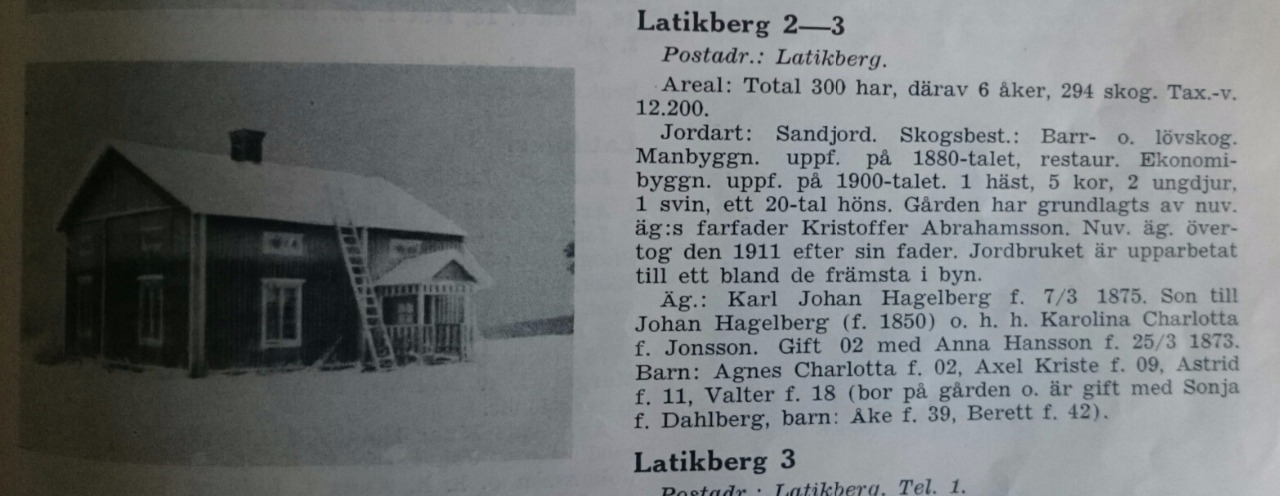 Latikberg 2—3
Postadr.: Latikberg.
Areal: Total 300 har, därav 6 åker, 294 skog. Tax.-v.
12.200.
Jordart: Sandjord. Skogsbest.: Barr- o. lövskog.
Manbyggn. uppf. på 1880-talet, restaur. Ekonomi-
byggn. uppf. på 1900-talet. 1 häst, 5 kor, 2 ungdjur,
1 svin, ett 20-tal höns. Gården har grundlagts av nuv.
äg:s farfader Kristoffer Abrahamsson. Nuv. äg. över-
tog den 1911 efter sin fader. Jordbruket är upparbetat
till ett bland de främsta i byn.
Äg.: Karl Johan Hagelberg f. 7/3 1875. Son till
Johan Hagelberg (f. 1850) o. h. h. Karolina Charlotta
f. Jonsson. Gift 02 med Anna Hansson f. 25/3 1873.
Barn: Agnes Charlotta f. 02, Axel Kriste f. 09, Astrid
f. 11, Valter f. 18 (bor på gården o. är gift med Sonja
f. Dahlberg, barn: Åke f. 39, Berett f. 42).
Latikberg 3
Postadr.: Latikberg. Tel. 1.